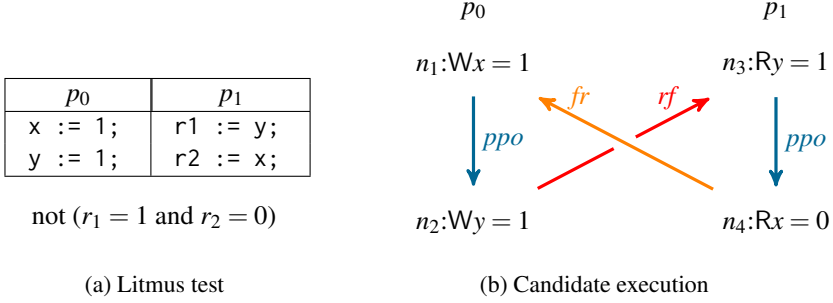 p₀ p₁
x := 1; r1 := y;
y := 1; r2 := x;
not (r₁ = 1 and r₂ = 0)
(a) Litmus test
p₀ p₁
n₁:Wx = 1 n₃:Ry = 1
fr rf
ppo ppo
n₂:Wy = 1 n₄:Rx = 0
(b) Candidate execution